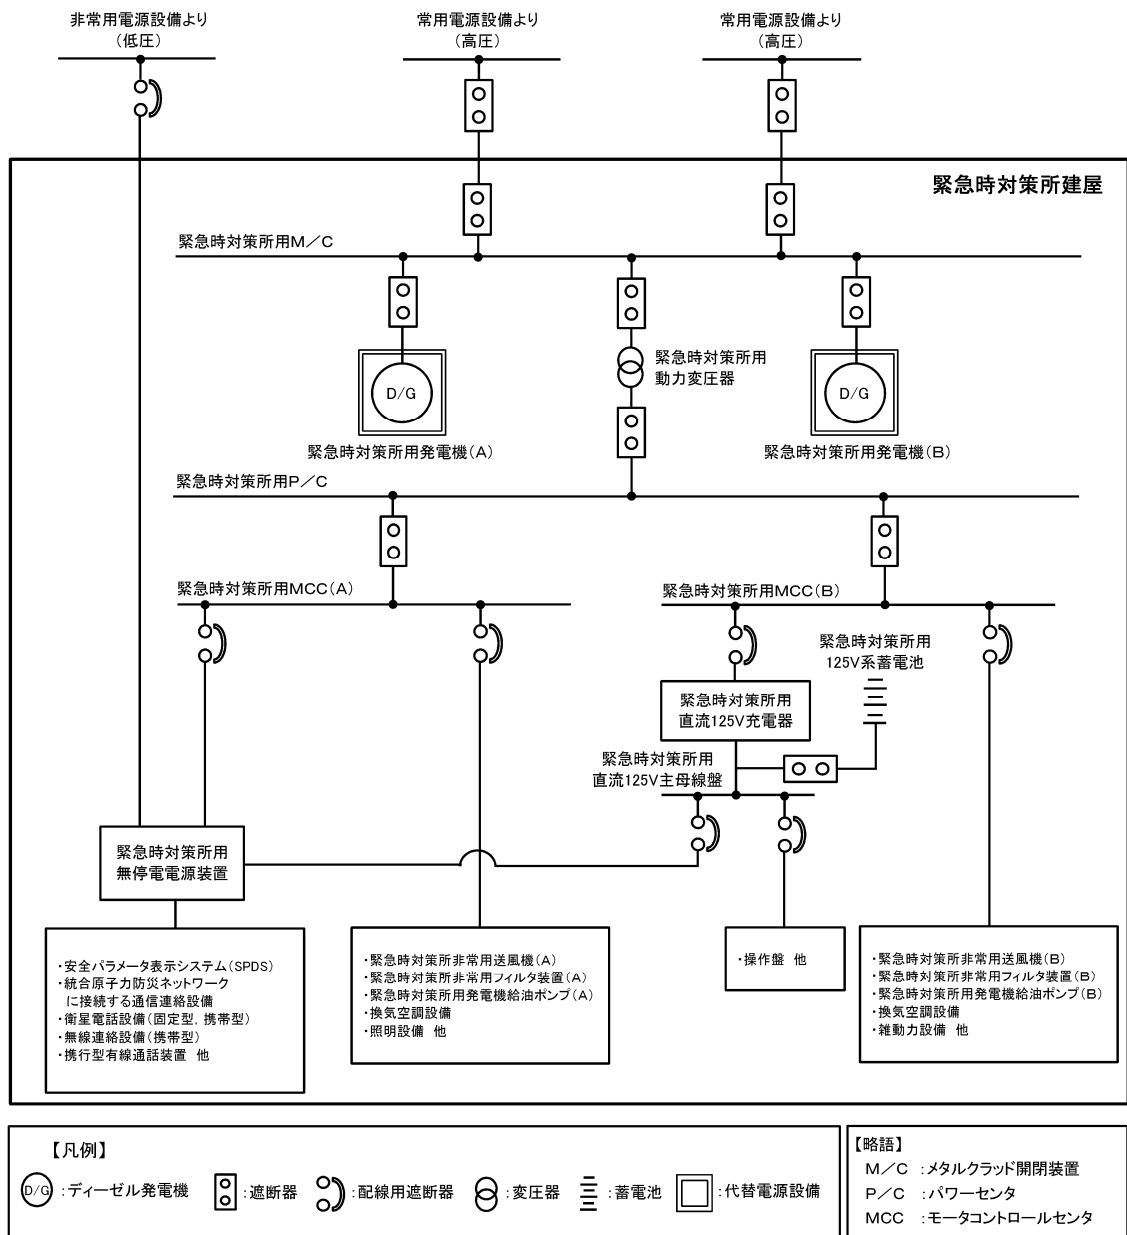 非常用電源設備より
（低圧）
常用電源設備より
（高圧）
常用電源設備より
（高圧）
緊急時対策所建屋
緊急時対策所用M／C
緊急時対策所用
動力変圧器
D/G
D/G
緊急時対策所用発電機（A）
緊急時対策所用発電機（B）
緊急時対策所用P／C
緊急時対策所用MCC（A）
緊急時対策所用MCC（B）
緊急時対策所用
125V系蓄電池
緊急時対策所用
直流125V充電器
緊急時対策所用
直流125V主母線盤
緊急時対策所用
無停電電源装置
・安全パラメータ表示システム（SPDS）
・統合原子力防災ネットワーク
に接続する通信連絡設備
・衛星電話設備（固定型，携帯型）
・無線連絡設備（携帯型）
・携行型有線通話装置 他
・緊急時対策所非常用送風機（A）
・緊急時対策所非常用フィルタ装置（A）
・緊急時対策所用発電機給油ポンプ（A）
・換気空調設備
・照明設備 他
・操作盤 他
・緊急時対策所非常用送風機（B）
・緊急時対策所非常用フィルタ装置（B）
・緊急時対策所用発電機給油ポンプ（B）
・換気空調設備
・雑動力設備 他
【凡例】
D/G ：ディーゼル発電機
：遮断器
：配線用遮断器
：変圧器
：蓄電池
：代替電源設備
【略語】
M／C ：メタルクラッド開閉装置
P／C ：パワーセンタ
MCC ：モータコントロールセンタ